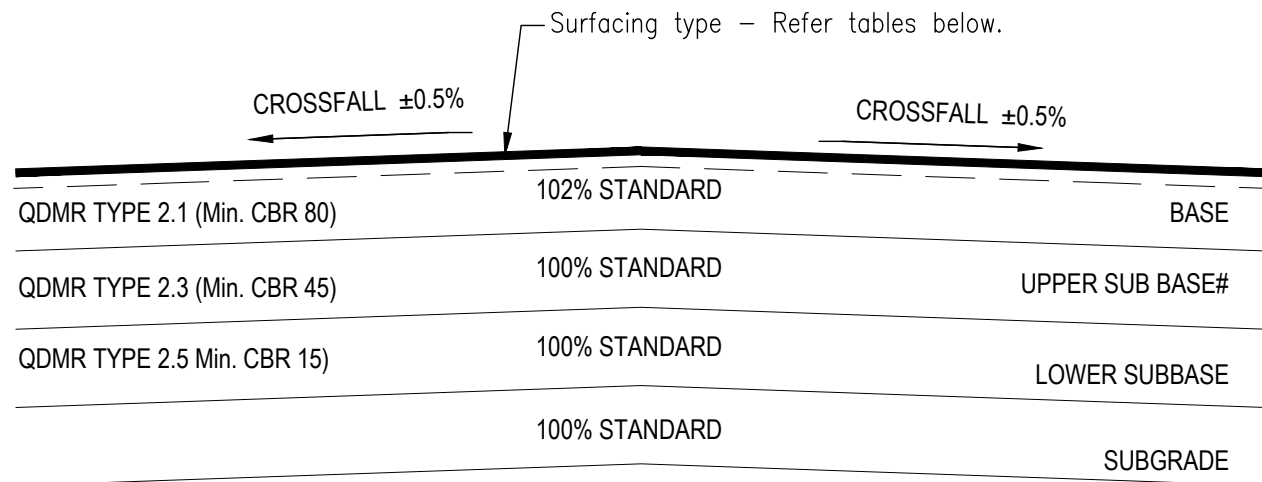 Surfacing type – Refer tables below.
CROSSFALL ±0.5%
CROSSFALL ±0.5%
102% STANDARD
QDMR TYPE 2.1 (Min. CBR 80)
BASE
100% STANDARD
QDMR TYPE 2.3 (Min. CBR 45)
UPPER SUB BASE#
100% STANDARD
QDMR TYPE 2.5 Min. CBR 15)
LOWER SUBBASE
100% STANDARD
SUBGRADE